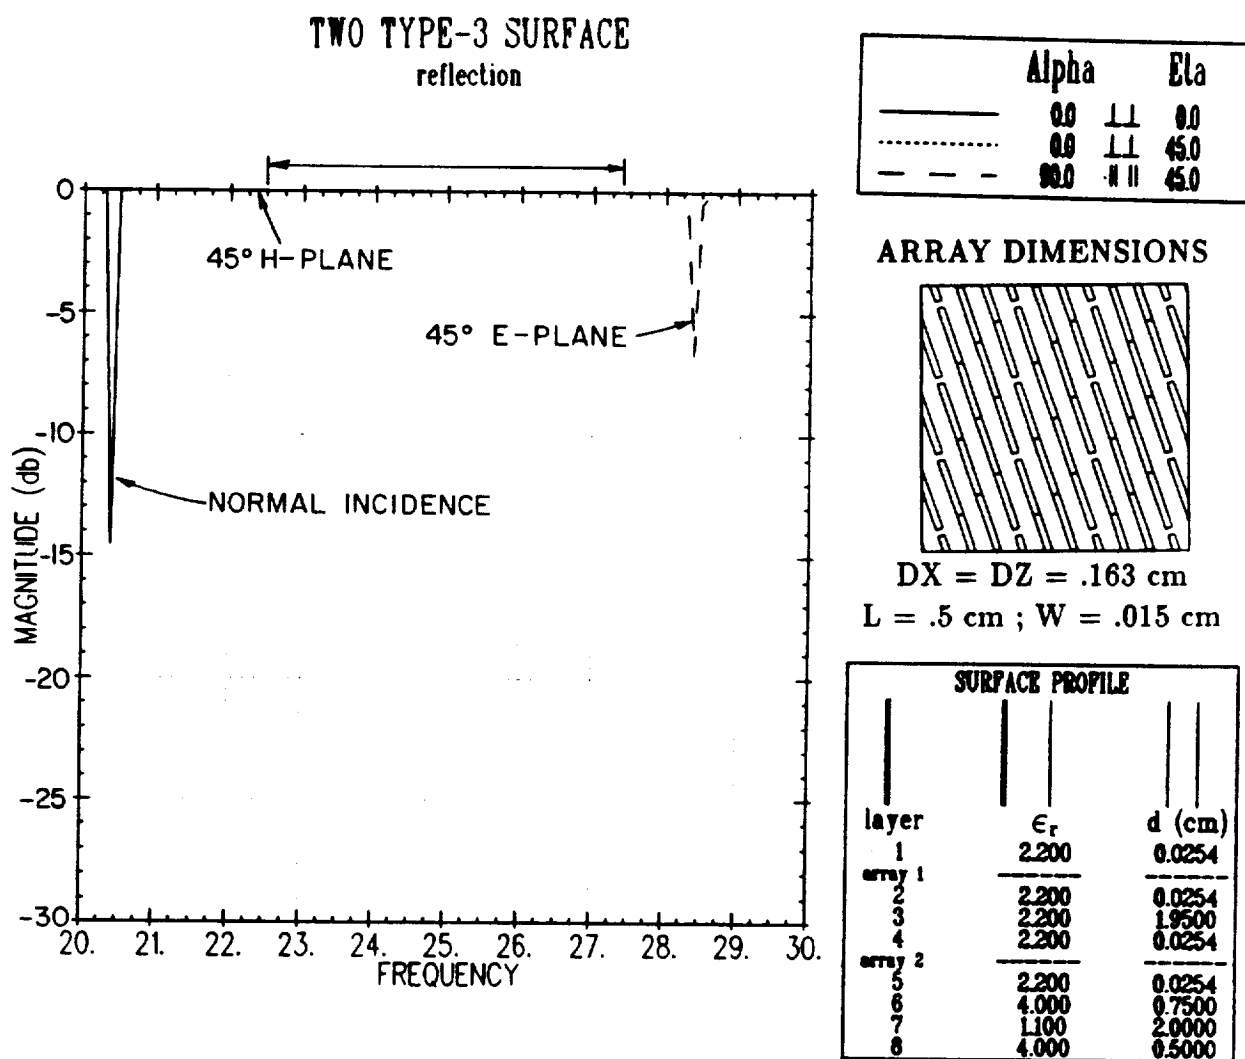 TWO TYPE-3 SURFACE
reflection
0
-5
-10
-15
-20
-25
-30
MAGNITUDE (db)
20. 21. 22. 23. 24. 25. 26. 27. 28. 29. 30.
FREQUENCY
45° H-PLANE
45° E-PLANE
NORMAL INCIDENCE
Alpha Eta
0.0 ⊥⊥ 0.0
0.0 ⊥⊥ 45.0
90.0 || || 45.0
ARRAY DIMENSIONS
DX = DZ = .163 cm
L = .5 cm ; W = .015 cm
SURFACE PROFILE
layer ϵr d (cm)
1 2.200 0.0254
array 1
2 2.200 0.0254
3 2.200 1.9500
4 2.200 0.0254
array 2
5 2.200 0.0254
6 4.000 0.7500
7 1.100 2.0000
8 4.000 0.5000